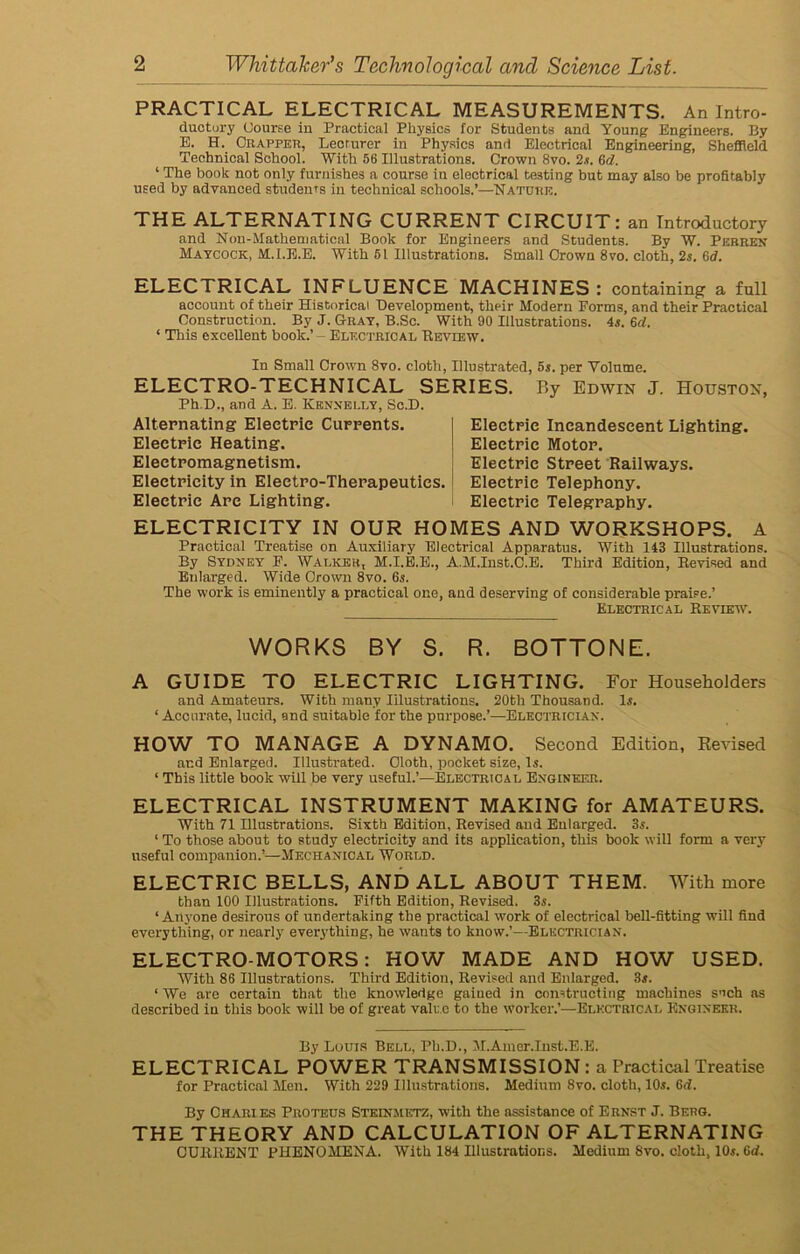 2 Whittaker's Technological and Science List.
PRACTICAL ELECTRICAL MEASUREMENTS. An Intro-
ductory Course in Practical Physics for Students and Young Engineers. By
E. H. CRAPPER, Lecturer in Physics and Electrical Engineering, Sheffield
Technical School. With 56 Illustrations. Crown 8vo. 2s. 6d.
‘ The book not only furnishes a course in electrical testing but may also be profitably
used by advanced students in technical schools.’—NATURE.
THE ALTERNATING CURRENT CIRCUIT: an Introductory
and Non-Mathematical Book for Engineers and Students. By W. PERREN
MAYCOCK, M.I.E.E. With 51 Illustrations. Small Crown 8vo. cloth, 2s. 6d.
ELECTRICAL INFLUENCE MACHINES: containing a full
account of their Historical Development, their Modern Forms, and their Practical
Construction. By J. GRAY, B.Sc. With 90 Illustrations. 4s. 6d.
‘ This excellent book.’—ELECTRICAL REVIEW.
In Small Crown 8vo. cloth, Illustrated, 5s. per Volume.
ELECTRO-TECHNICAL SERIES. By EDWIN J. HOUSTON,
Ph.D., and A. E. KENNELLY, Sc.D.
Alternating Electric Currents.
Electric Heating.
Electromagnetism.
Electricity in Electro-Therapeutics.
Electric Arc Lighting.
Electric Incandescent Lighting.
Electric Motor.
Electric Street Railways.
Electric Telephony.
Electric Telegraphy.
ELECTRICITY IN OUR HOMES AND WORKSHOPS. A
Practical Treatise on Auxiliary Electrical Apparatus. With 143 Illustrations.
By SYDNEY F. WALKER, M.I.E.E., A.M.Inst.C.E. Third Edition, Revised and
Enlarged. Wide Crown 8vo. 6s.
The work is eminently a practical one, and deserving of considerable praise.’
ELECTRICAL REVIEW.
WORKS BY S. R. BOTTONE.
A GUIDE TO ELECTRIC LIGHTING. For Householders
and Amateurs. With many Illustrations. 20th Thousand. 1s.
‘ Accurate, lucid, and suitable for the purpose.’—ELECTRICIAN.
HOW TO MANAGE A DYNAMO. Second Edition, Revised
and Enlarged. Illustrated. Cloth, pocket size, 1s.
‘ This little book will be very useful.’—ELECTRICAL ENGINEER.
ELECTRICAL INSTRUMENT MAKING for AMATEURS.
With 71 Illustrations. Sixth Edition, Revised and Enlarged. 3s.
‘ To those about to study electricity and its application, this book will form a very
useful companion.’—MECHANICAL WORLD.
ELECTRIC BELLS, AND ALL ABOUT THEM. With more
than 100 Illustrations. Fifth Edition, Revised. 3s.
‘ Anyone desirous of undertaking the practical work of electrical bell-fitting will find
everything, or nearly everything, he wants to know.’—ELECTRICIAN.
ELECTRO-MOTORS: HOW MADE AND HOW USED.
With 86 Illustrations. Third Edition, Revised and Enlarged. 3s.
‘ We are certain that the knowledge gained in constructing machines such as
described in this book will be of great value to the worker.’—ELECTRICAL ENGINEER.
By LOUIS BELL, Ph.D., M.Amer.Inst.E.E.
ELECTRICAL POWER TRANSMISSION: a Practical Treatise
for Practical Men. With 229 Illustrations. Medium 8vo. cloth, 10s. 6d.
By CHARLES PROTEUS STEINMETZ, with the assistance of ERNST J. BERG.
THE THEORY AND CALCULATION OF ALTERNATING
CURRENT PHENOMENA. With 184 Illustrations. Medium 8vo. cloth, 10s. 6d.